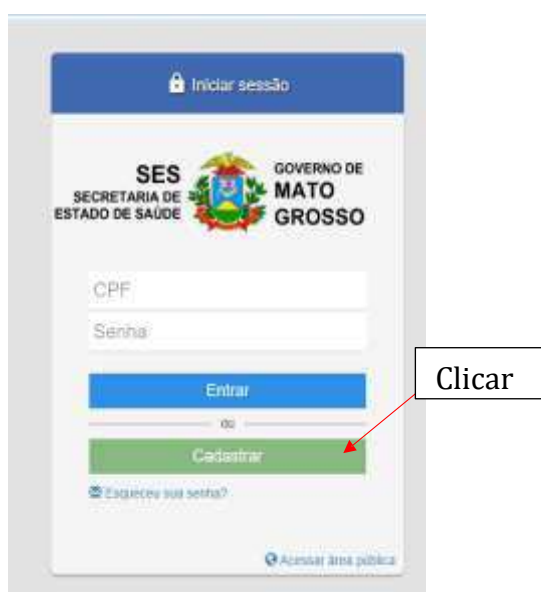 Iniciar sessão
SES
SECRETARIA DE
ESTADO DE SAÚDE
GOVERNO DE
MATO
GROSSO
CPF
Senha
Entrar
ou
Cadastrar
Clicar
Esqueceu sua senha?
Acessar área pública